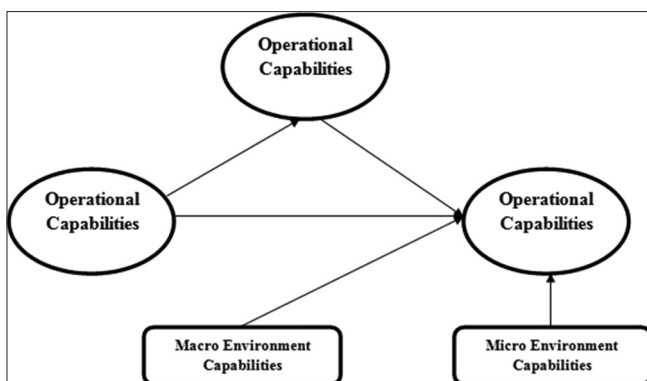 Operational
Capabilities
Operational
Capabilities
Operational
Capabilities
Macro Environment
Capabilities
Micro Environment
Capabilities